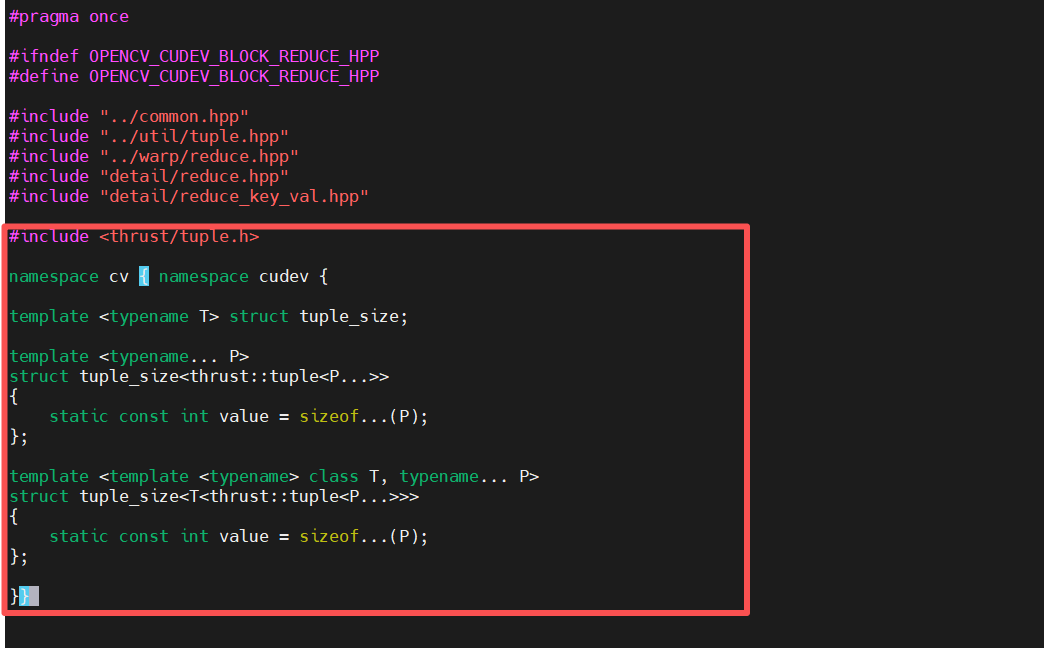 #pragma once
#ifndef OPENCV_CUDEV_BLOCK_REDUCE_HPP
#define OPENCV_CUDEV_BLOCK_REDUCE_HPP
#include "../common.hpp"
#include "../util/tuple.hpp"
#include "../warp/reduce.hpp"
#include "detail/reduce.hpp"
#include "detail/reduce_key_val.hpp"
#include <thrust/tuple.h>
namespace cv { namespace cudev {
template <typename T> struct tuple_size;
template <typename... P>
struct tuple_size<thrust::tuple<P...>>
{
    static const int value = sizeof...(P);
};
template <template <typename> class T, typename... P>
struct tuple_size<T<thrust::tuple<P...>>>
{
    static const int value = sizeof...(P);
};
}}